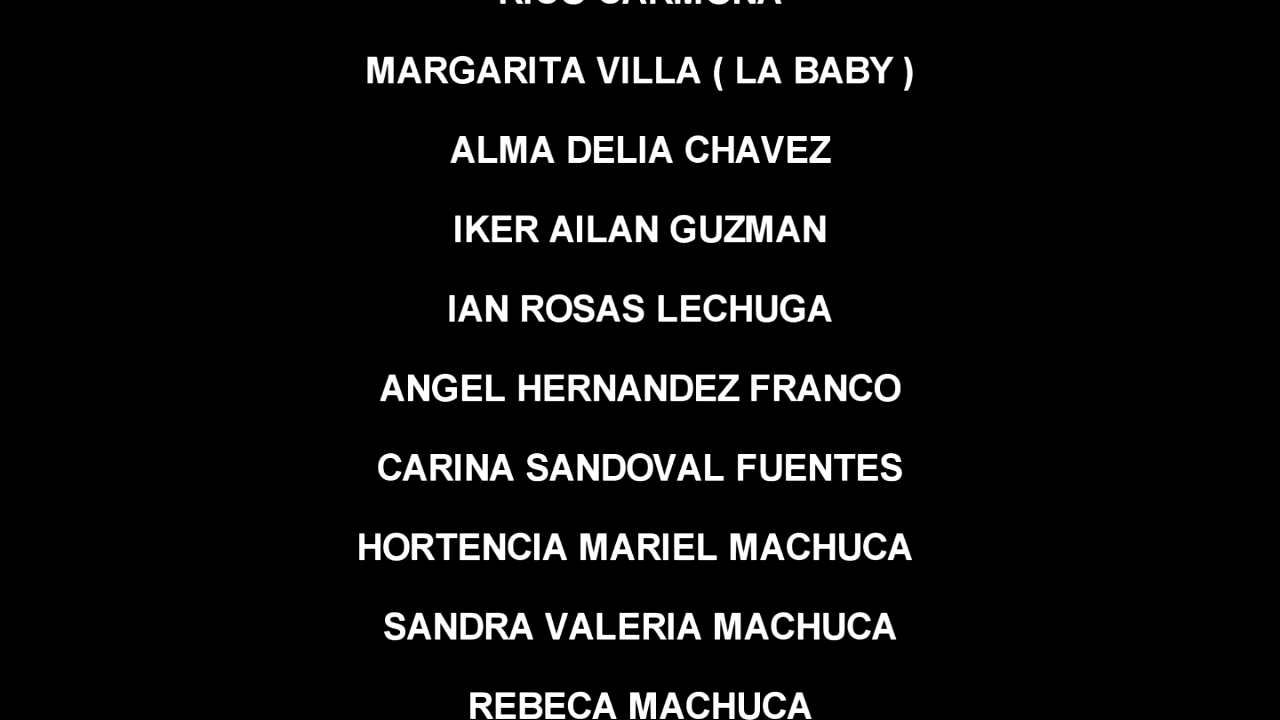 CARMONA
MARGARITA VILLA ( LA BABY )
ALMA DELIA CHAVEZ
IKER AILAN GUZMAN
IAN ROSAS LECHUGA
ANGEL HERNANDEZ FRANCO
CARINA SANDOVAL FUENTES
HORTENCIA MARIEL MACHUCA
SANDRA VALERIA MACHUCA
REBECA MACHUCA